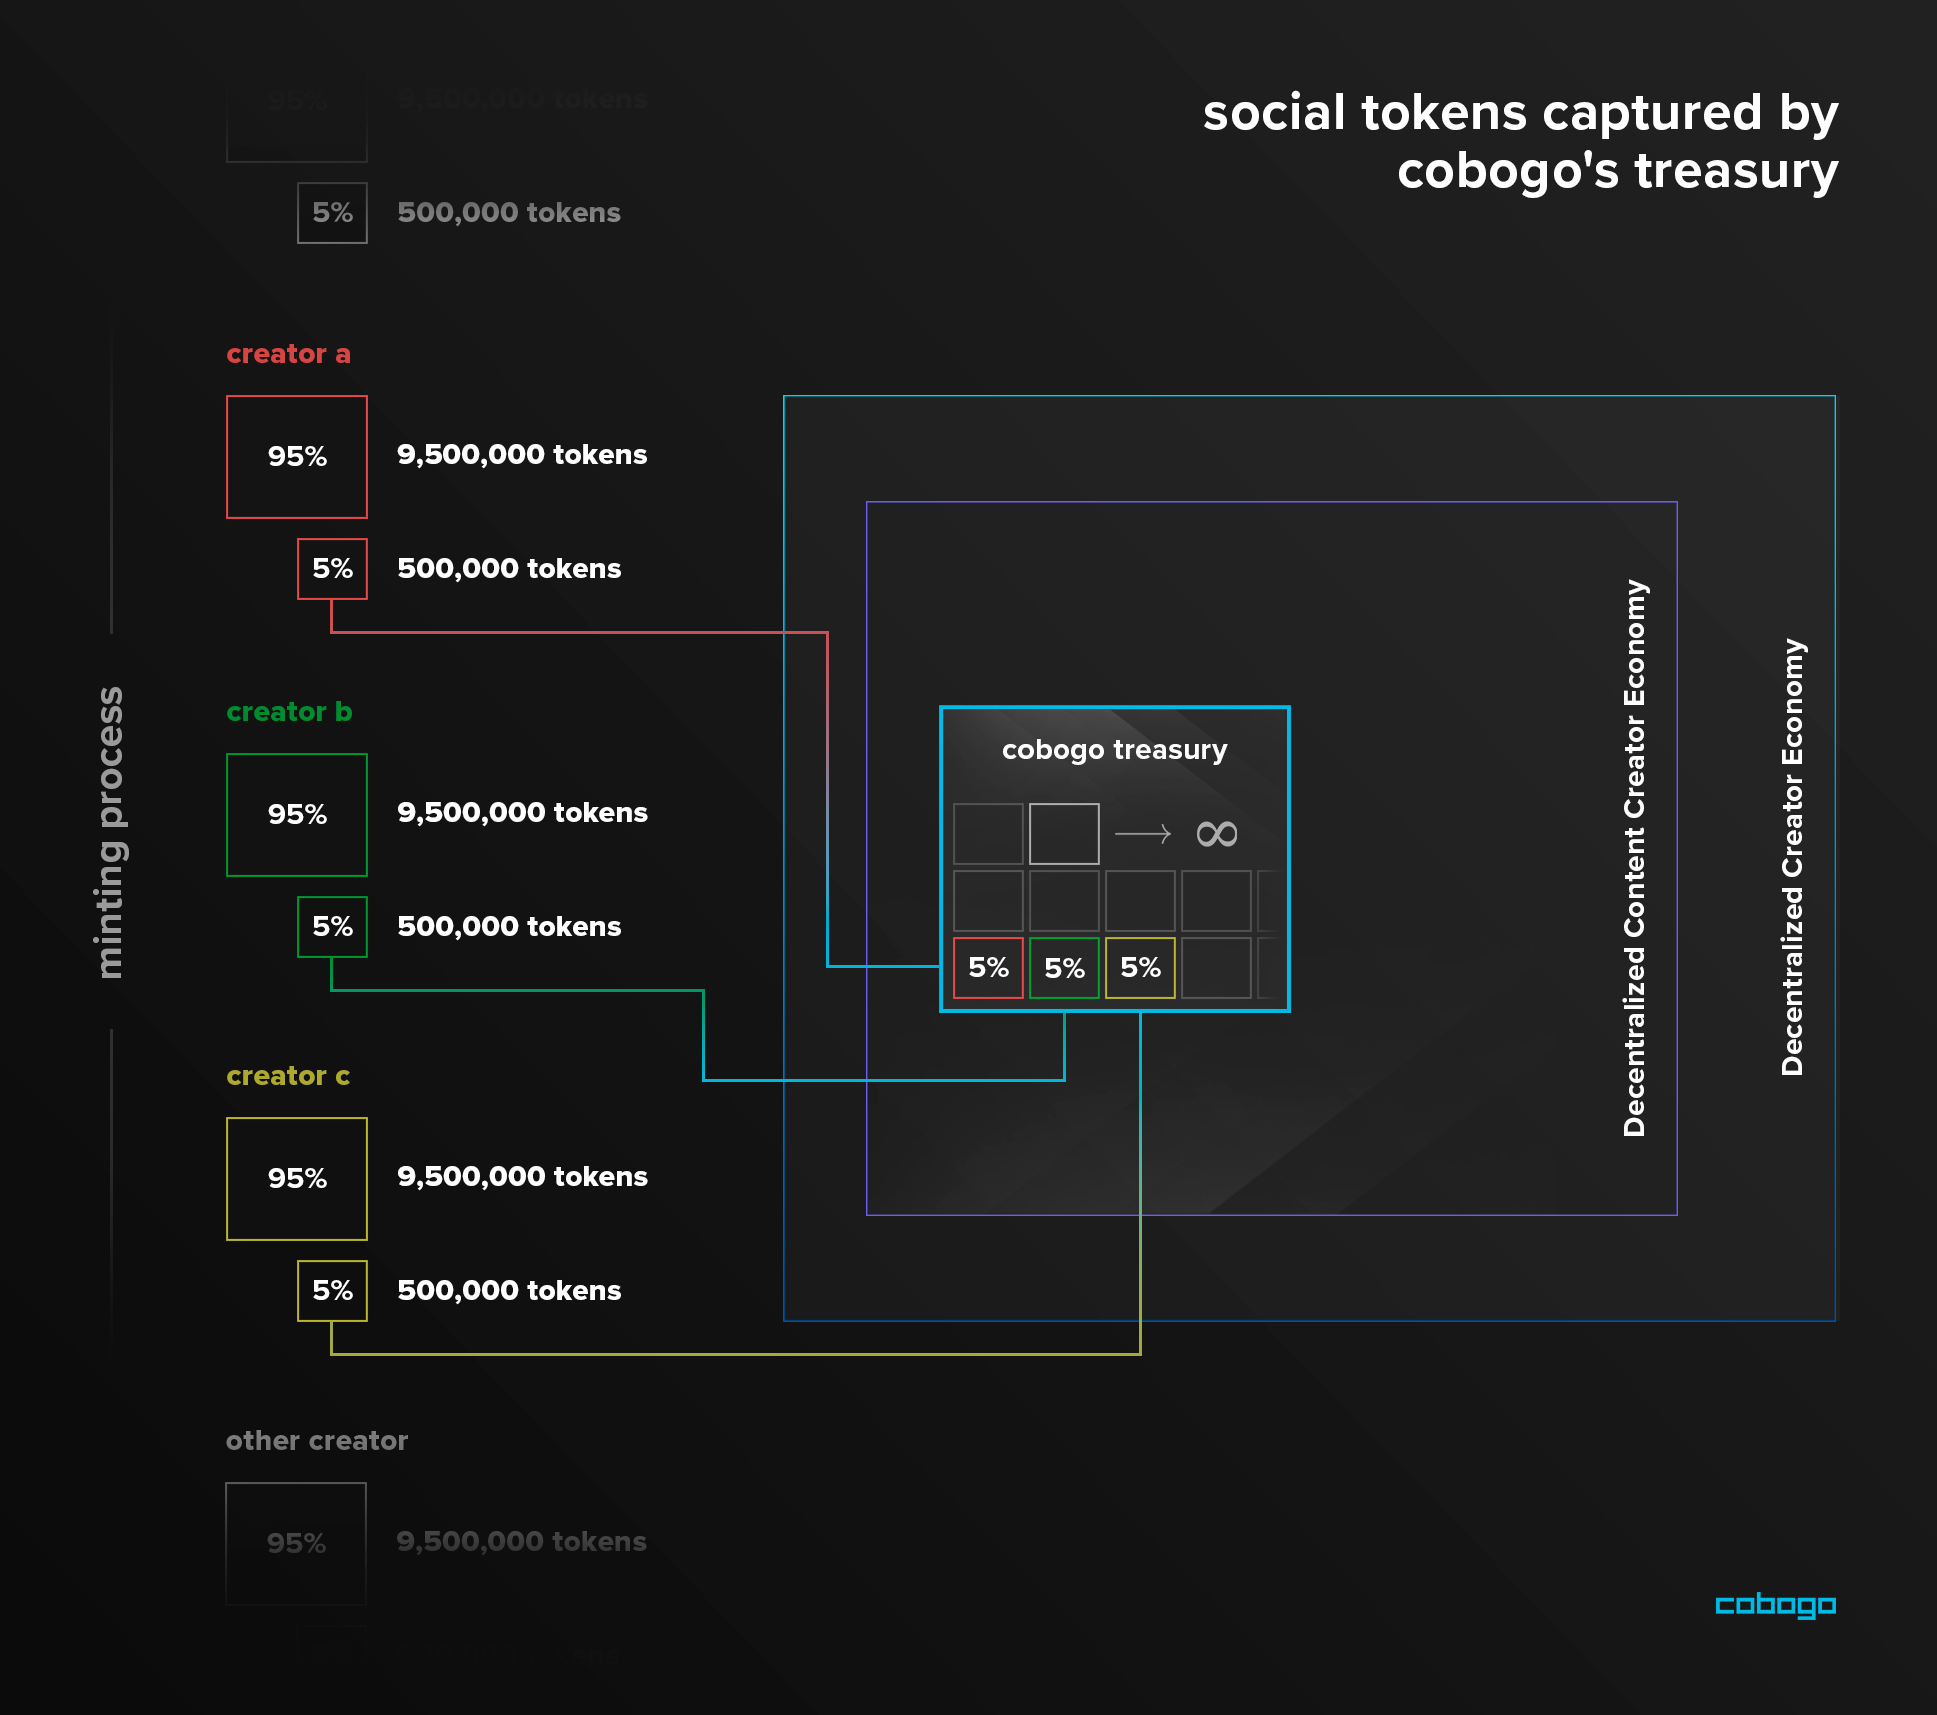 social tokens captured by
cobogo's treasury
95%
9,500,000 tokens
5%
500,000 tokens
minting process
creator a
95%
9,500,000 tokens
5%
500,000 tokens
creator b
95%
9,500,000 tokens
5%
500,000 tokens
creator c
95%
9,500,000 tokens
5%
500,000 tokens
other creator
95%
9,500,000 tokens
cobogo treasury
∞
5%
5%
5%
Decentralized Content Creator Economy
Decentralized Creator Economy
cobogo